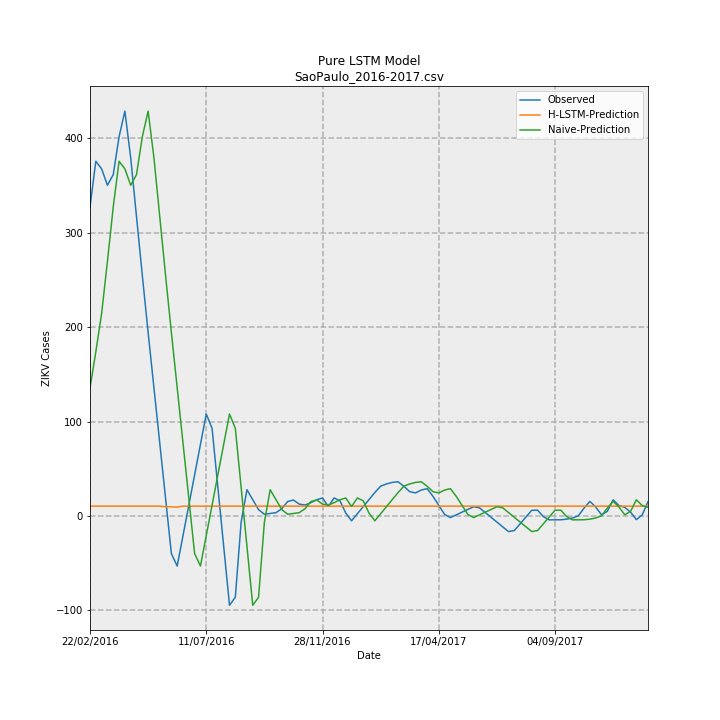 Pure LSTM Model
SaoPaulo_2016-2017.csv
Observed
H-LSTM-Prediction
Naive-Prediction
400
300
200
100
0
−100
ZIKV Cases
22/02/2016
11/07/2016
28/11/2016
17/04/2017
04/09/2017
Date